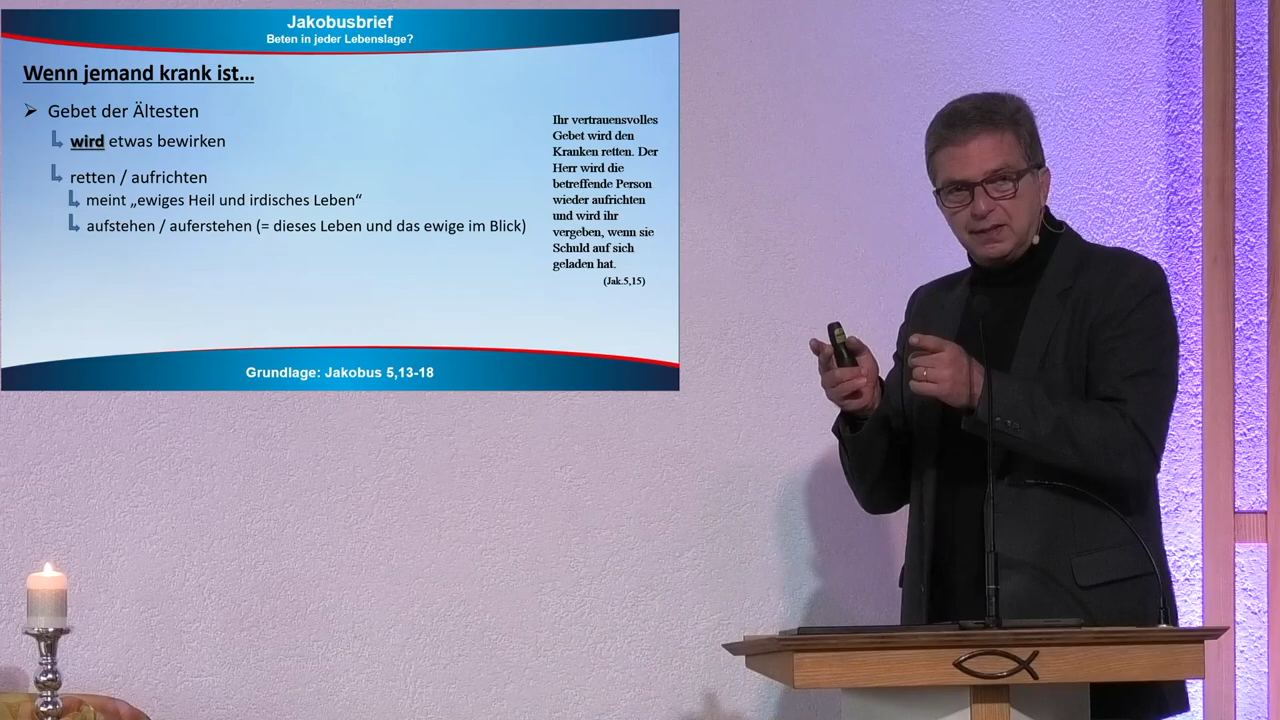 Jakobusbrief
Beten in jeder Lebenslage?
Wenn jemand krank ist...
Gebet der Ältesten
wird etwas bewirken
retten / aufrichten
meint „ewiges Heil und irdisches Leben“
aufstehen / auferstehen (= dieses Leben und das ewige im Blick)
Ihr vertrauensvolles
Gebet wird den
Kranken retten. Der
Herr wird die
betreffende Person
wieder aufrichten
und wird ihr
vergeben, wenn sie
Schuld auf sich
geladen hat.
(Jak.5,15)
Grundlage: Jakobus 5,13-18